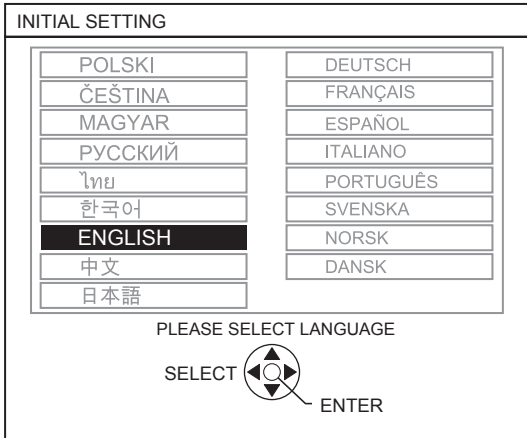 INITIAL SETTING
POLSKI
ČEŠTINA
MAGYAR
РУССКИЙ
ไทย
한국어
ENGLISH
中文
日本語
DEUTSCH
FRANÇAIS
ESPAÑOL
ITALIANO
PORTUGUÊS
SVENSKA
NORSK
DANSK
PLEASE SELECT LANGUAGE
SELECT
ENTER